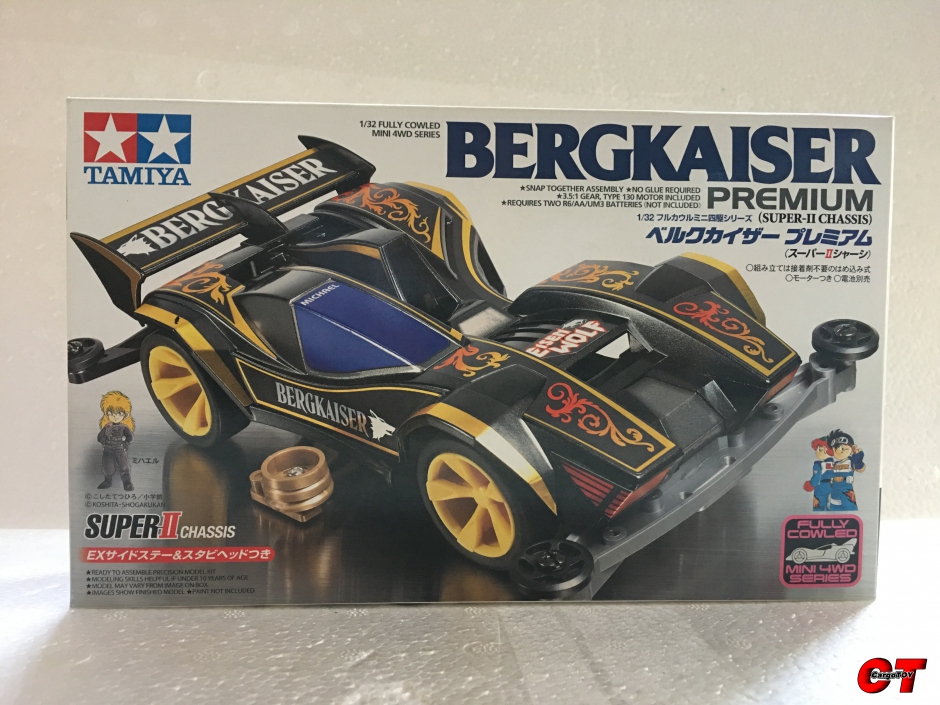 TAMIYA
1/32 FULLY COWLED
MINI 4WD SERIES
BERGKAISER
PREMIUM
★SNAP TOGETHER ASSEMBLY ★NO GLUE REQUIRED
★3.5:1 GEAR, TYPE 130 MOTOR INCLUDED
★REQUIRES TWO R6/AA/UM3 BATTERIES (NOT INCLUDED)
1/32 フルカウルミニ四駆シリーズ (SUPER-II CHASSIS)
ベルクカイザー プレミアム
(スーパーIIシャーシ)
○組み立ては接着剤不要のはめ込み式
○モーターつき ○電池別売
BERGKAISER
MICHAEL
EISEN
WOLF
BERGKAISER
ミハエル
©こしたてつひろ／小学館
©KOSHITA・SHOGAKUKAN
SUPER-II CHASSIS
EXサイドステー&スタビヘッドつき
★READY TO ASSEMBLE PRECISION MODEL KIT
★MODELING SKILLS HELPFUL IF UNDER 10 YEARS OF AGE
★MODEL MAY VARY FROM IMAGE ON BOX
★IMAGES SHOW FINISHED MODEL ★PAINT NOT INCLUDED
FULLY
COWLED
MINI 4WD
SERIES
CT
CargoTOY